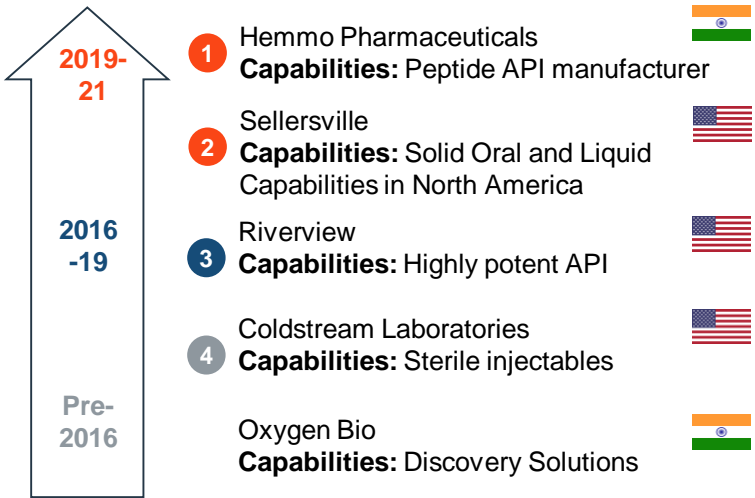 2019-
21
1
Hemmo Pharmaceuticals
Capabilities: Peptide API manufacturer
2
Sellersville
Capabilities: Solid Oral and Liquid
Capabilities in North America
2016
-19
3
Riverview
Capabilities: Highly potent API
4
Coldstream Laboratories
Capabilities: Sterile injectables
Pre-
2016
Oxygen Bio
Capabilities: Discovery Solutions